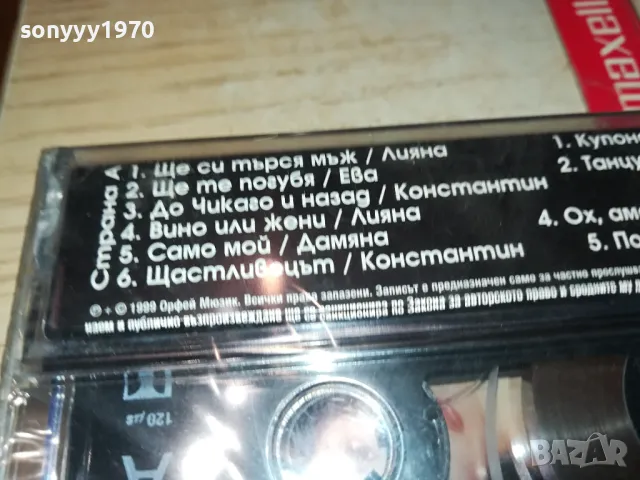 sonyyy1970
maxell
Страна А
1. Ще си търся мъж / Лияна
2. Ще те погубя / Ева
3. До Чикаго и назад / Константин
4. Вино или жени / Лияна
5. Само мой / Дамяна
6. Щастливецът / Константин
1. Купон
2. Танцу
4. Ох, ам
5. По
℗ + © 1999 Орфей Мюзик. Всички права запазени. Записът е предназначен само за частно прослуш
наем и публично възпроизвеждане ще се санкционира по Закона за авторското право и сродните му
120 µs
A
BAZAR